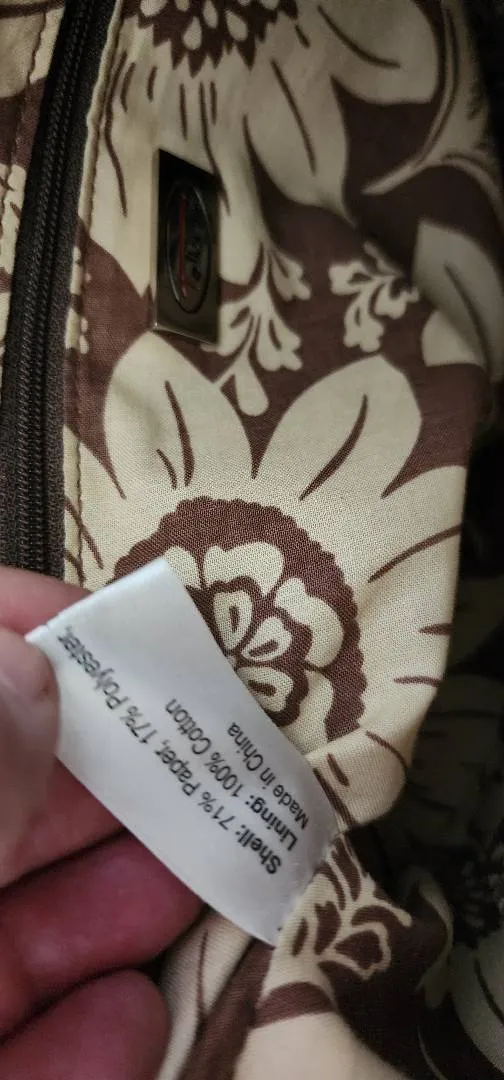 Shell: 71% Paper, 17% Polyester,
Lining: 100% Cotton
Made in China